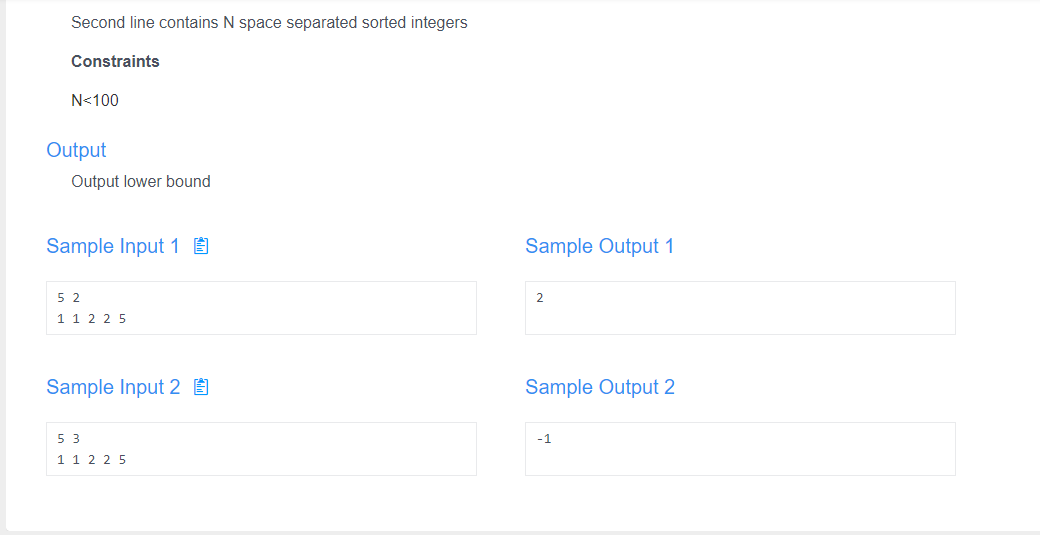 Second line contains N space separated sorted integers
Constraints
N<100
Output
Output lower bound
Sample Input 1
5 2
1 1 2 2 5
Sample Output 1
2
Sample Input 2
5 3
1 1 2 2 5
Sample Output 2
-1